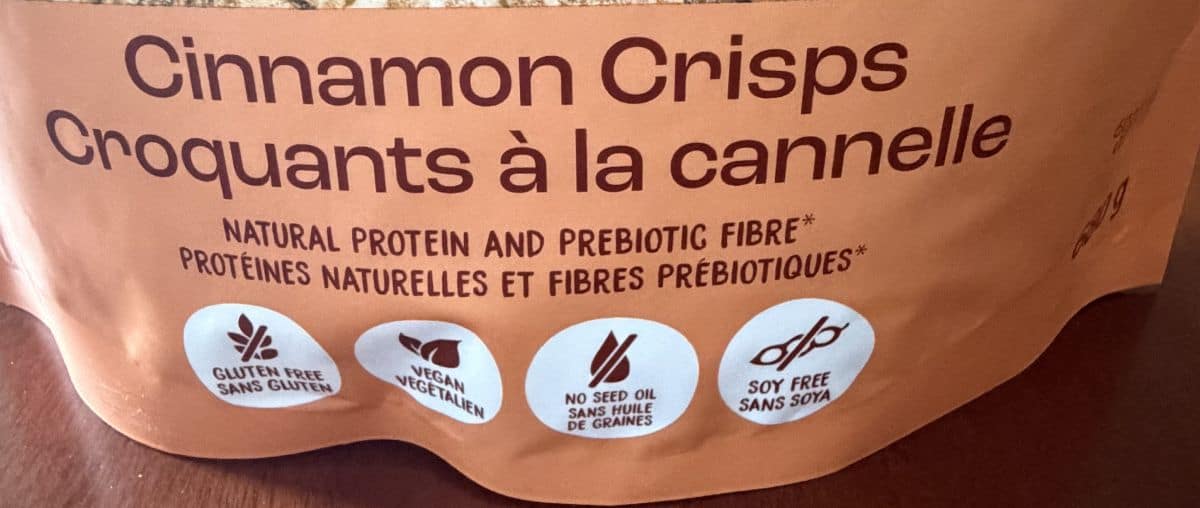 Cinnamon Crisps
Croquants à la cannelle
NATURAL PROTEIN AND PREBIOTIC FIBRE*
PROTÉINES NATURELLES ET FIBRES PRÉBIOTIQUES*
GLUTEN FREE
SANS GLUTEN
VEGAN
VEGÉTALIEN
NO SEED OIL
SANS HUILE
DE GRAINES
SOY FREE
SANS SOYA
g